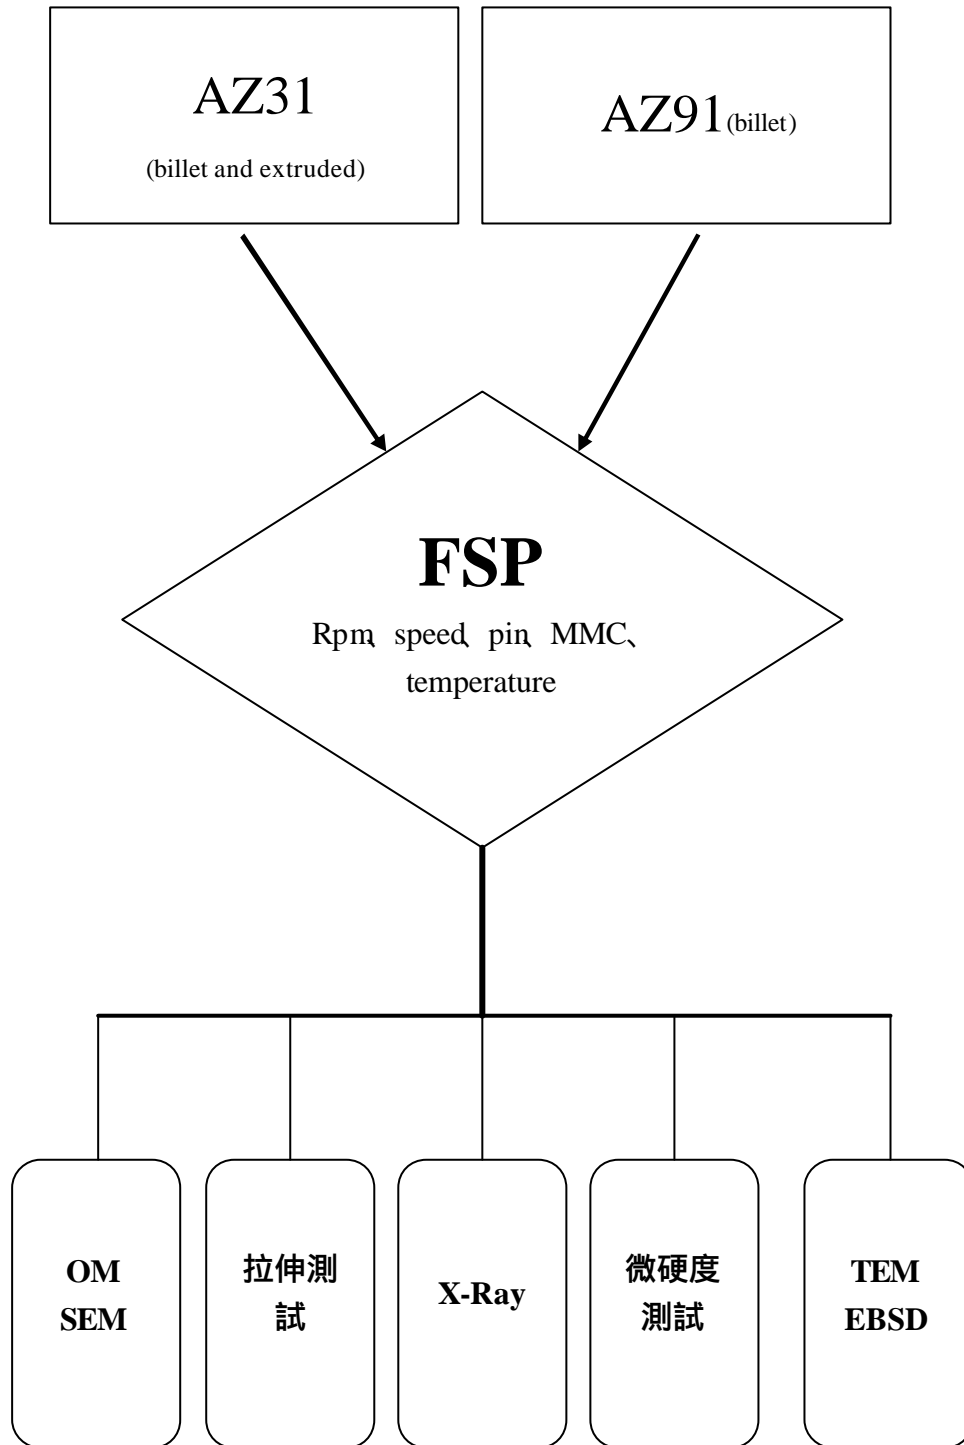 AZ31
(billet and extruded)
AZ91(billet)
FSP
Rpm、speed、pin、MMC、
temperature
OM
SEM
拉伸測
試
X-Ray
微硬度
測試
TEM
EBSD